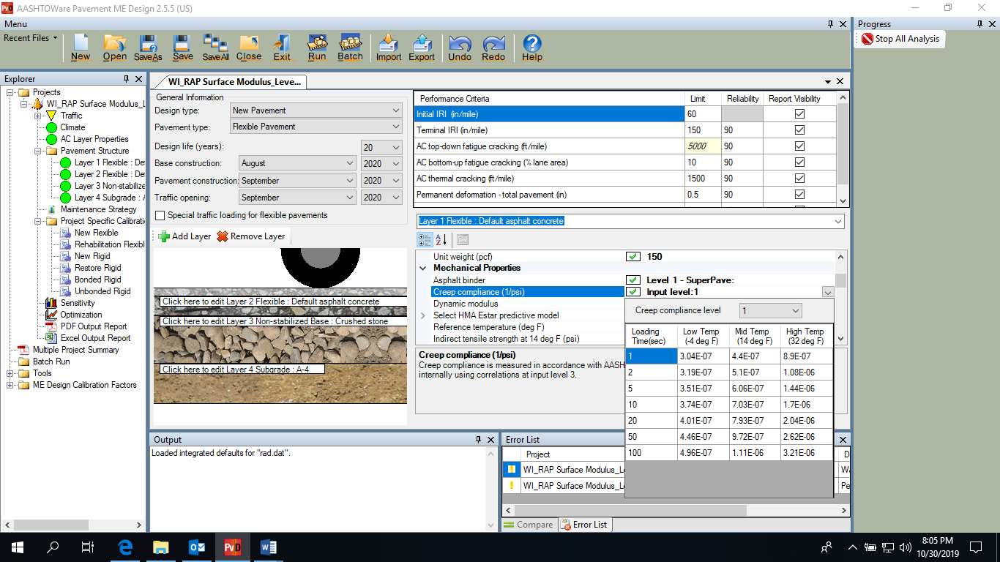 AASHTOWare Pavement ME Design 2.5.5 (US)
Menu
Recent Files
New Open SaveAs Save SaveAll Close Exit Run Batch Import Export Undo Redo Help
Progress
Stop All Analysis
Explorer
Projects
WI_RAP Surface Modulus_L
Traffic
Climate
AC Layer Properties
Pavement Structure
Layer 1 Flexible : De
Layer 2 Flexible : De
Layer 3 Non-stabilize
Layer 4 Subgrade : A
Maintenance Strategy
Project Specific Calibrati
New Flexible
Rehabilitation Flexibl
New Rigid
Restore Rigid
Bonded Rigid
Unbonded Rigid
Sensitivity
Optimization
PDF Output Report
Excel Output Report
Multiple Project Summary
Batch Run
Tools
ME Design Calibration Factors
WI_RAP Surface Modulus_Leve...
General Information
Design type: New Pavement
Pavement type: Flexible Pavement
Design life (years): 20
Base construction: August 2020
Pavement construction: September 2020
Traffic opening: September 2020
Special traffic loading for flexible pavements
Add Layer Remove Layer
Click here to edit Layer 2 Flexible : Default asphalt concrete
Click here to edit Layer 3 Non-stabilized Base : Crushed stone
Click here to edit Layer 4 Subgrade : A-4
Performance Criteria Limit Reliability Report Visibility
Initial IRI (in/mile) 60
Terminal IRI (in/mile) 150 90
AC top-down fatigue cracking (ft/mile) 5000 90
AC bottom-up fatigue cracking (% lane area) 10 90
AC thermal cracking (ft/mile) 1500 90
Permanent deformation - total pavement (in) 0.5 90
Layer 1 Flexible : Default asphalt concrete
Unit weight (pcf) 150
Mechanical Properties
Asphalt binder Level 1 - SuperPave:
Creep compliance (1/psi) Input level:1
Dynamic modulus
Select HMA Estar predictive model
Reference temperature (deg F)
Indirect tensile strength at 14 deg F (psi)
Creep compliance (1/psi)
Creep compliance is measured in accordance with AASH
internally using correlations at input level 3.
Creep compliance level 1
Loading Low Temp Mid Temp High Temp
Time(sec) (-4 deg F) (14 deg F) (32 deg F)
1 3.04E-07 4.4E-07 8.9E-07
2 3.19E-07 5.1E-07 1.08E-06
5 3.51E-07 6.06E-07 1.44E-06
10 3.74E-07 7.03E-07 1.7E-06
20 4.01E-07 7.93E-07 2.04E-06
50 4.46E-07 9.72E-07 2.62E-06
100 4.96E-07 1.11E-06 3.21E-06
Output
Loaded integrated defaults for "rad.dat".
Error List
Project D
WI_RAP Surface Modulus_Le Wa
WI_RAP Surface Modulus_Le Pe
Compare Error List
8:05 PM
10/30/2019